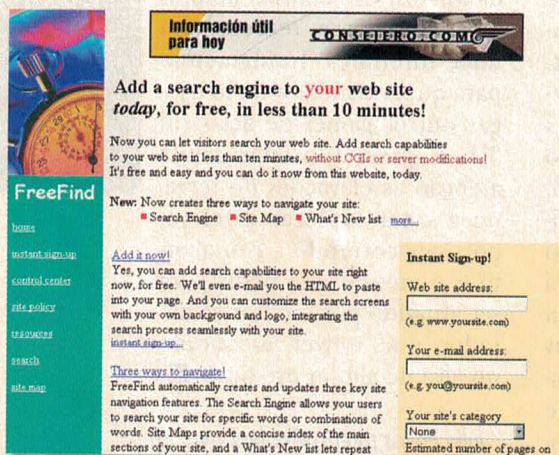 Información útil
para hoy
CONSEJERO.COM
Add a search engine to your web site
today, for free, in less than 10 minutes!
Now you can let visitors search your web site. Add search capabilities
to your web site in less than ten minutes, without CGIs or server modifications!
It's free and easy and you can do it now from this website, today.
New: Now creates three ways to navigate your site:
Search Engine Site Map What's New list more...
FreeFind
home
instant sign-up
control center
site policy
resources
search
site map
Add it now!
Yes, you can add search capabilities to your site right
now, for free. We'll even e-mail you the HTML to paste
into your page. And you can customize the search screens
with your own background and logo, integrating the
search process seamlessly with your site.
instant sign-up...
Three ways to navigate!
FreeFind automatically creates and updates three key site
navigation features. The Search Engine allows your users
to search your site for specific words or combinations of
words. Site Maps provide a concise index of the main
sections of your site, and a What's New list lets repeat
Instant Sign-up!
Web site address:
(e.g. www.yoursite.com)
Your e-mail address:
(e.g. you@yoursite.com)
Your site's category
None
Estimated number of pages on